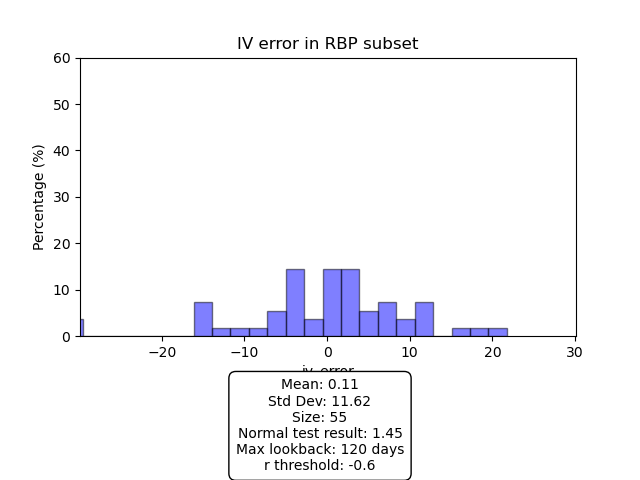 IV error in RBP subset
Percentage (%)
60
50
40
30
20
10
0
−20 −10 0 10 20 30
iv_error
Mean: 0.11
Std Dev: 11.62
Size: 55
Normal test result: 1.45
Max lookback: 120 days
r threshold: -0.6